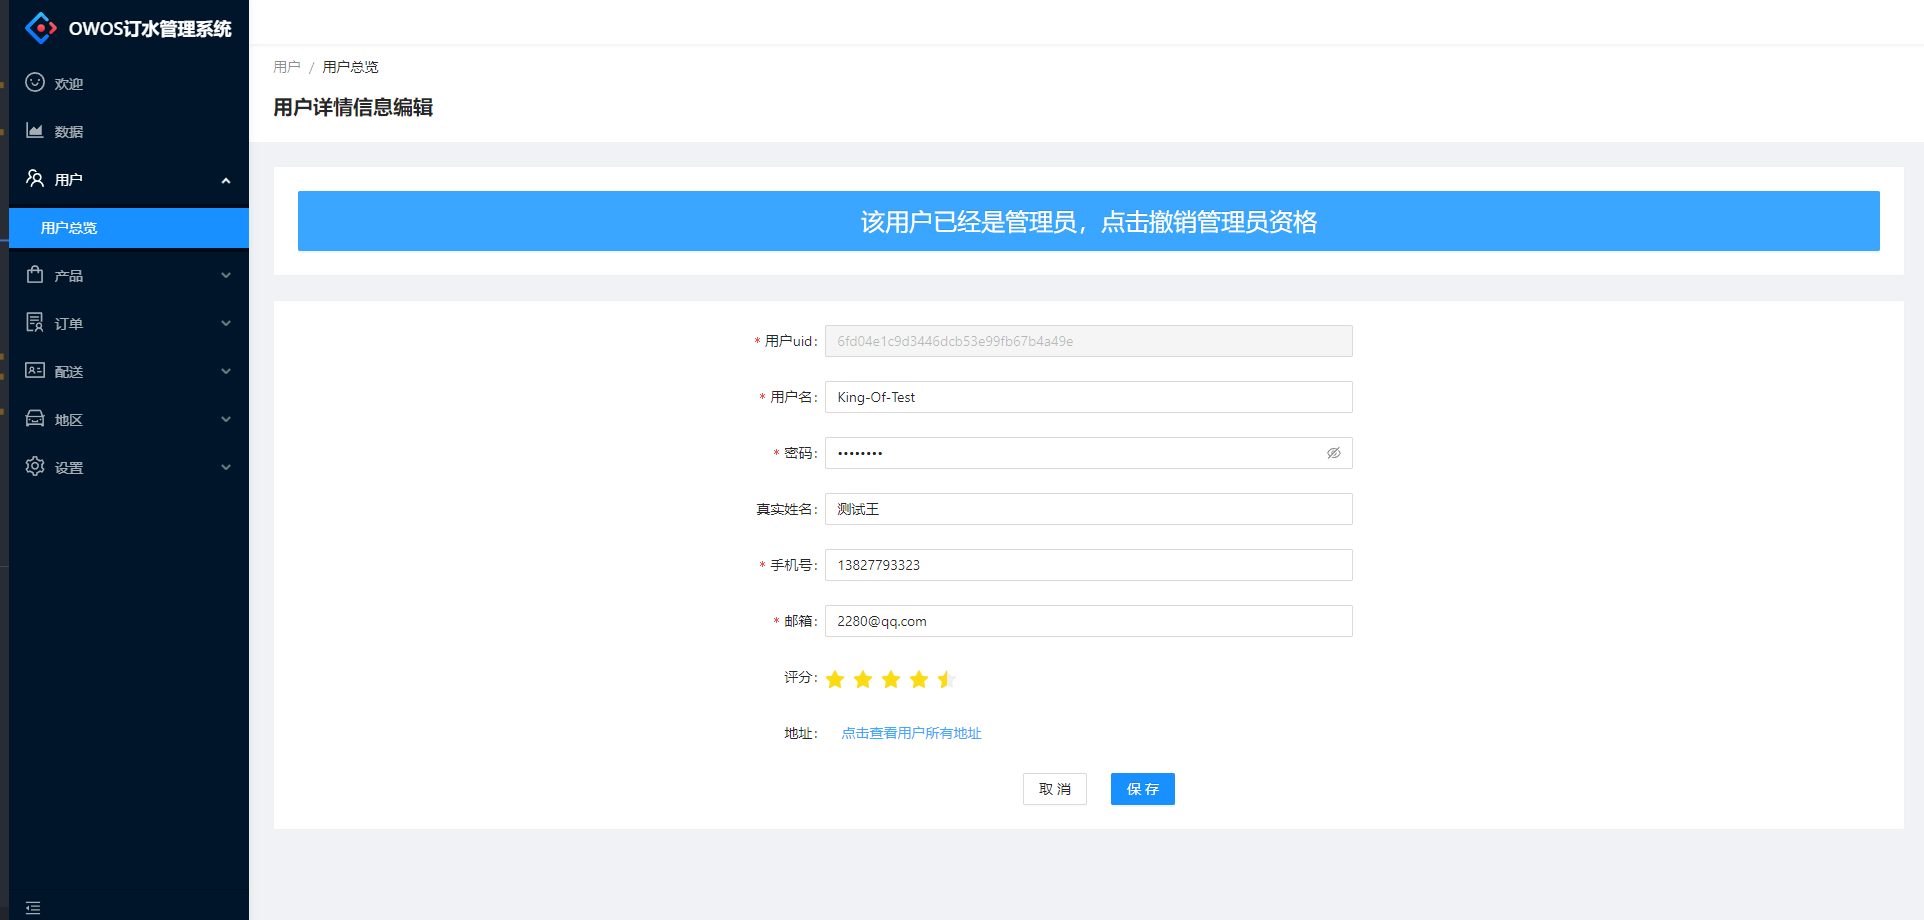 OWOS订水管理系统
欢迎
数据
用户
用户总览
产品
订单
配送
地区
设置
用户 / 用户总览
用户详情信息编辑
该用户已经是管理员，点击撤销管理员资格
* 用户uid: 6fd04e1c9d3446dcb53e99fb67b4a49e
* 用户名: King-Of-Test
* 密码: ••••••••
真实姓名: 测试王
* 手机号: 13827793323
* 邮箱: 2280@qq.com
评分:
地址: 点击查看用户所有地址
取 消 保 存